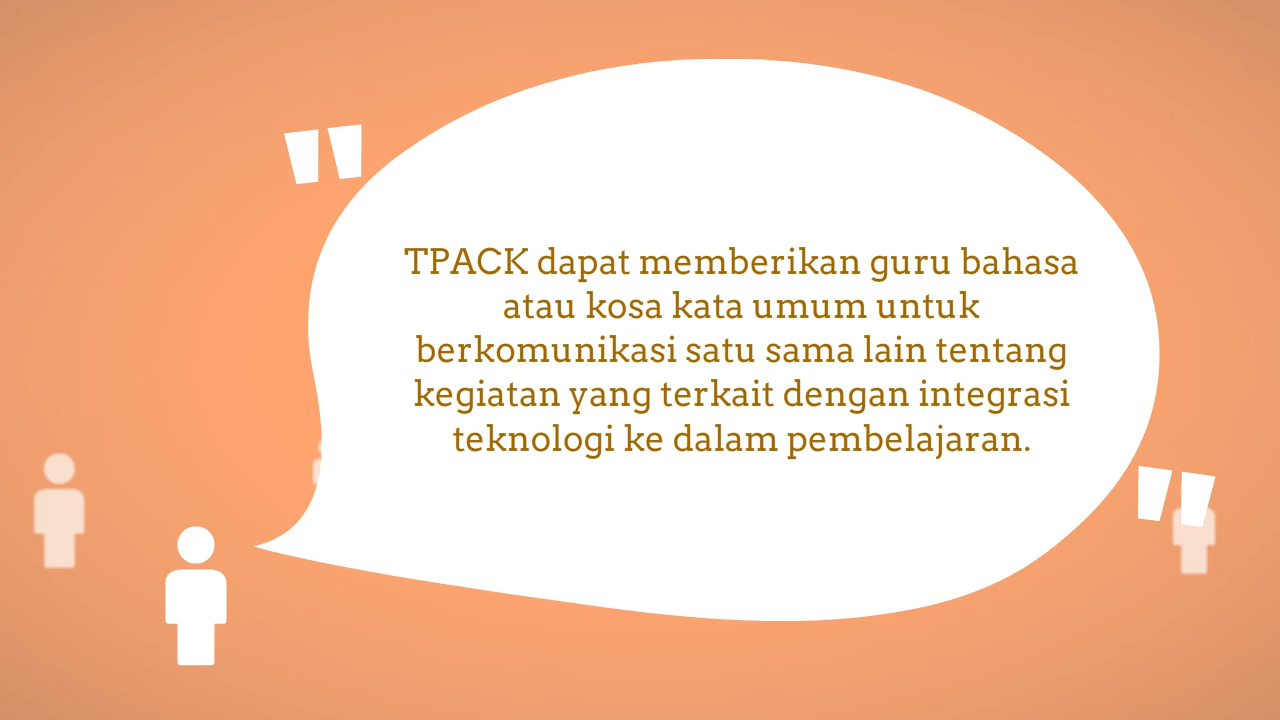 TPACK dapat memberikan guru bahasa
atau kosa kata umum untuk
berkomunikasi satu sama lain tentang
kegiatan yang terkait dengan integrasi
teknologi ke dalam pembelajaran.